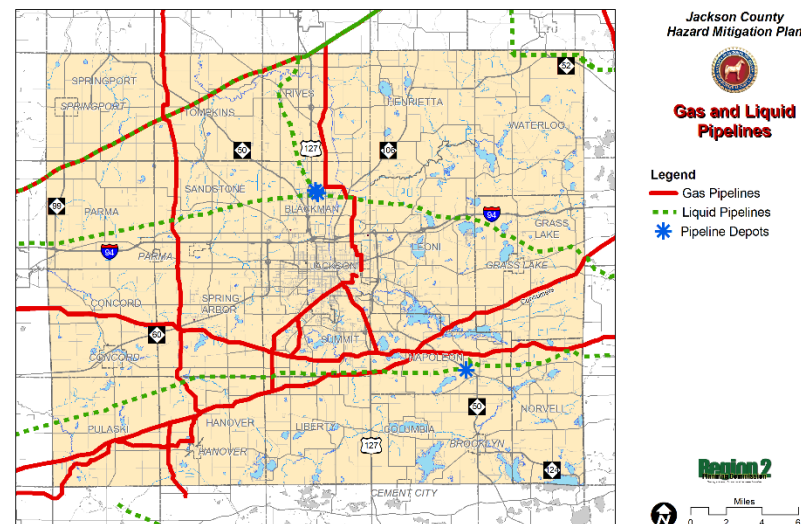 Jackson County
Hazard Mitigation Plan
Gas and Liquid
Pipelines
Legend
Gas Pipelines
Liquid Pipelines
Pipeline Depots
SPRINGPORT
SPRINGPORT
TOMPKINS
RIVES
HENRIETTA
WATERLOO
52
50
127
106
99
PARMA
SANDSTONE
BLACKMAN
94
LEONI
GRASS
LAKE
GRASS LAKE
94
PARMA
JACKSON
CONCORD
SPRING
ARBOR
Consumers
60
CONCORD
SUMMIT
NAPOLEON
50
NORVELL
PULASKI
HANOVER
HANOVER
LIBERTY
127
COLUMBIA
BROOKLYN
124
CEMENT CITY
Region 2
Miles
N
0 2 4